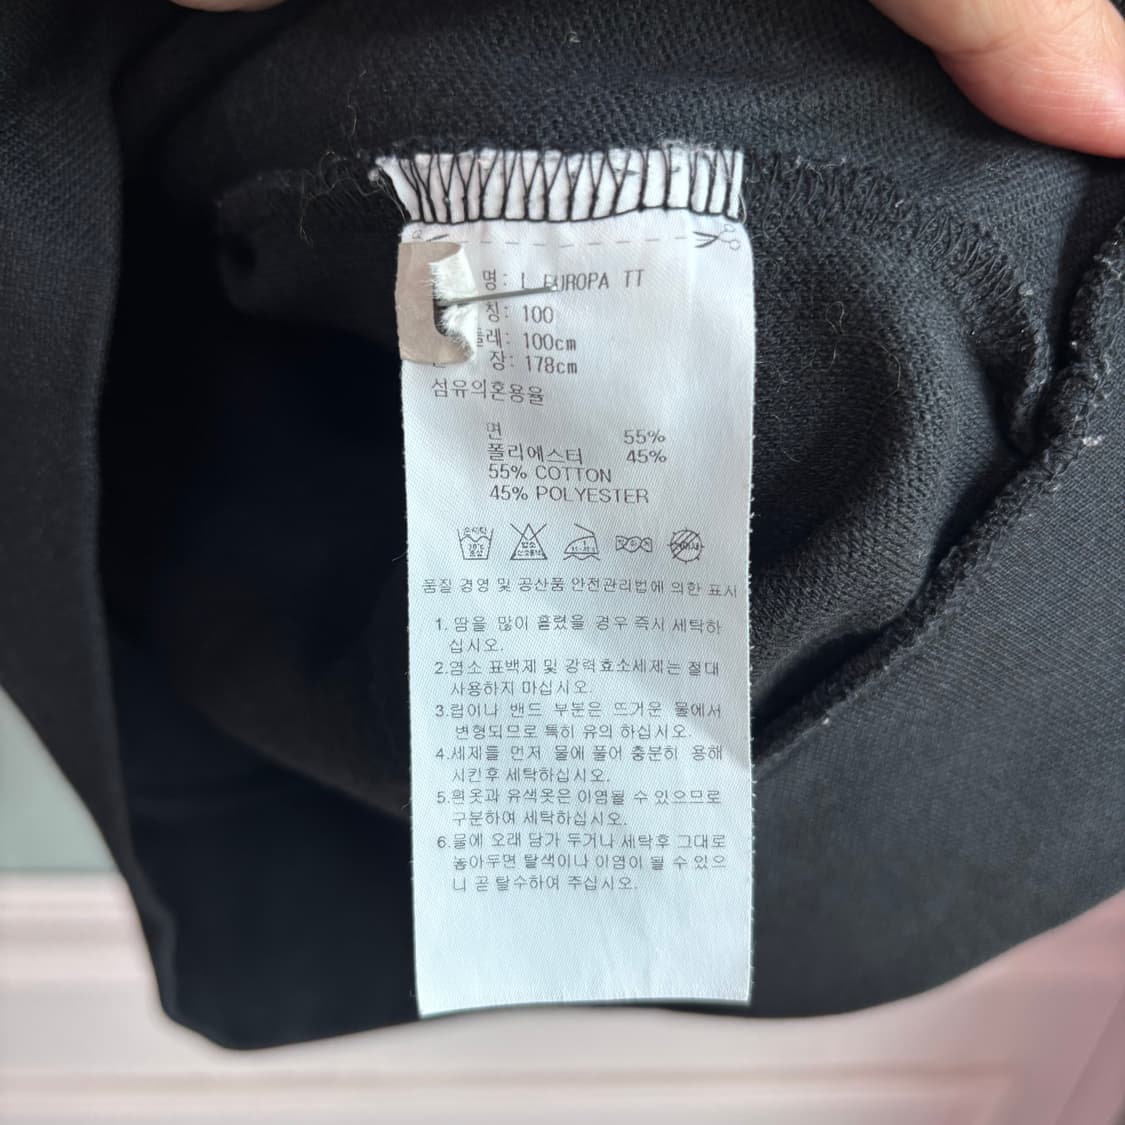 명: L EUROPA TT
칭: 100
레: 100cm
장: 178cm
섬유의혼용율
면 55%
폴리에스터 45%
55% COTTON
45% POLYESTER
품질 경영 및 공산품 안전관리법에 의한 표시
1. 땀을 많이 흘렸을 경우 즉시 세탁하
십시오.
2.염소 표백제 및 강력효소세제는 절대
사용하지 마십시오.
3.립이나 밴드 부분은 뜨거운 물에서
변형되므로 특히 유의 하십시오.
4.세제를 먼저 물에 풀어 충분히 용해
시킨후 세탁하십시오.
5.흰옷과 유색옷은 이염될 수 있으므로
구분하여 세탁하십시오.
6.물에 오래 담가 두거나 세탁후 그대로
놓아두면 탈색이나 이염이 될 수 있으
니 곧 탈수하여 주십시오.